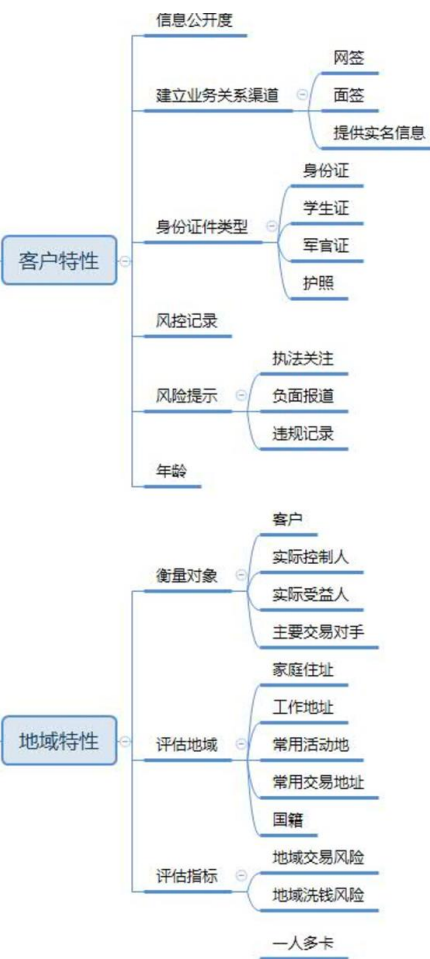 客户特性
信息公开度
建立业务关系渠道
网签
面签
提供实名信息
身份证件类型
身份证
学生证
军官证
护照
风控记录
风险提示
执法关注
负面报道
违规记录
年龄
地域特性
衡量对象
客户
实际控制人
实际受益人
主要交易对手
评估地域
家庭住址
工作地址
常用活动地
常用交易地址
国籍
评估指标
地域交易风险
地域洗钱风险
一人多卡